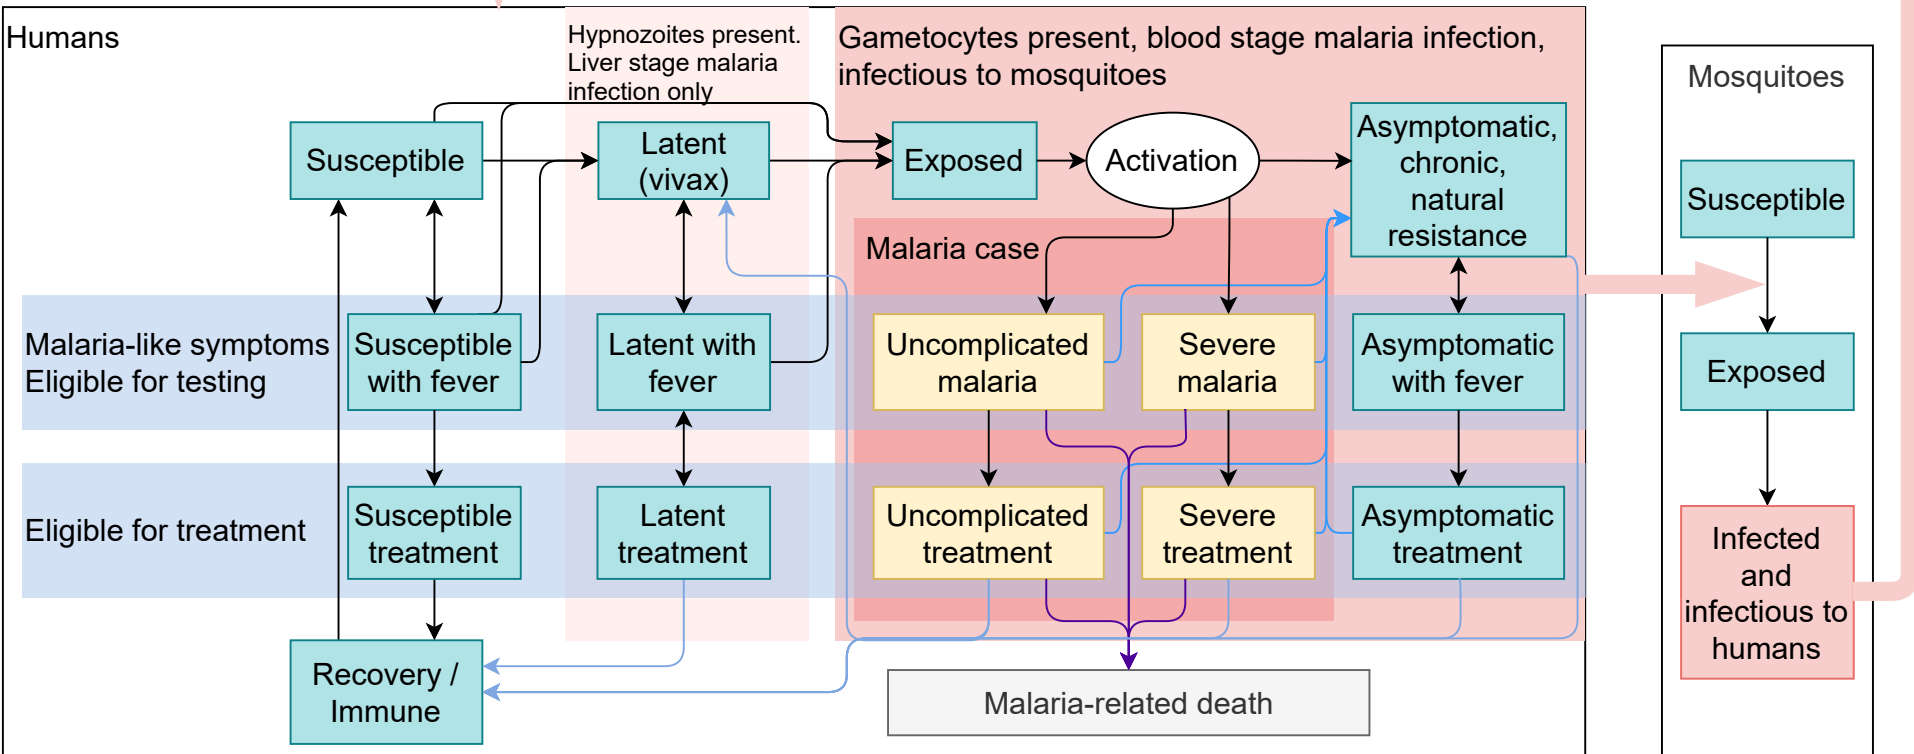 Humans
Hypnozoites present.
Liver stage malaria
infection only
Gametocytes present, blood stage malaria infection,
infectious to mosquitoes
Mosquitoes
Susceptible
Latent
(vivax)
Exposed
Activation
Asymptomatic,
chronic,
natural
resistance
Susceptible
Malaria case
Malaria-like symptoms
Eligible for testing
Susceptible
with fever
Latent with
fever
Uncomplicated
malaria
Severe
malaria
Asymptomatic
with fever
Exposed
Eligible for treatment
Susceptible
treatment
Latent
treatment
Uncomplicated
treatment
Severe
treatment
Asymptomatic
treatment
Infected
and
infectious to
humans
Recovery /
Immune
Malaria-related death